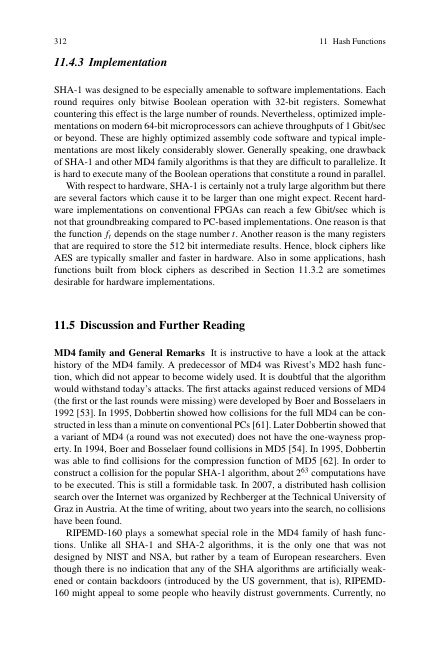 312 11 Hash Functions
11.4.3 Implementation
SHA-1 was designed to be especially amenable to software implementations. Each
round requires only bitwise Boolean operation with 32-bit registers. Somewhat
countering this effect is the large number of rounds. Nevertheless, optimized imple-
mentations on modern 64-bit microprocessors can achieve throughputs of 1 Gbit/sec
or beyond. These are highly optimized assembly code software and typical imple-
mentations are most likely considerably slower. Generally speaking, one drawback
of SHA-1 and other MD4 family algorithms is that they are difficult to parallelize. It
is hard to execute many of the Boolean operations that constitute a round in parallel.
With respect to hardware, SHA-1 is certainly not a truly large algorithm but there
are several factors which cause it to be larger than one might expect. Recent hard-
ware implementations on conventional FPGAs can reach a few Gbit/sec which is
not that groundbreaking compared to PC-based implementations. One reason is that
the function fₜ depends on the stage number t. Another reason is the many registers
that are required to store the 512 bit intermediate results. Hence, block ciphers like
AES are typically smaller and faster in hardware. Also in some applications, hash
functions built from block ciphers as described in Section 11.3.2 are sometimes
desirable for hardware implementations.
11.5 Discussion and Further Reading
MD4 family and General Remarks It is instructive to have a look at the attack
history of the MD4 family. A predecessor of MD4 was Rivest's MD2 hash func-
tion, which did not appear to become widely used. It is doubtful that the algorithm
would withstand today's attacks. The first attacks against reduced versions of MD4
(the first or the last rounds were missing) were developed by Boer and Bosselaers in
1992 [53]. In 1995, Dobbertin showed how collisions for the full MD4 can be con-
structed in less than a minute on conventional PCs [61]. Later Dobbertin showed that
a variant of MD4 (a round was not executed) does not have the one-wayness prop-
erty. In 1994, Boer and Bosselaer found collisions in MD5 [54]. In 1995, Dobbertin
was able to find collisions for the compression function of MD5 [62]. In order to
construct a collision for the popular SHA-1 algorithm, about 2⁶³ computations have
to be executed. This is still a formidable task. In 2007, a distributed hash collision
search over the Internet was organized by Rechberger at the Technical University of
Graz in Austria. At the time of writing, about two years into the search, no collisions
have been found.
RIPEMD-160 plays a somewhat special role in the MD4 family of hash func-
tions. Unlike all SHA-1 and SHA-2 algorithms, it is the only one that was not
designed by NIST and NSA, but rather by a team of European researchers. Even
though there is no indication that any of the SHA algorithms are artificially weak-
ened or contain backdoors (introduced by the US government, that is), RIPEMD-
160 might appeal to some people who heavily distrust governments. Currently, no